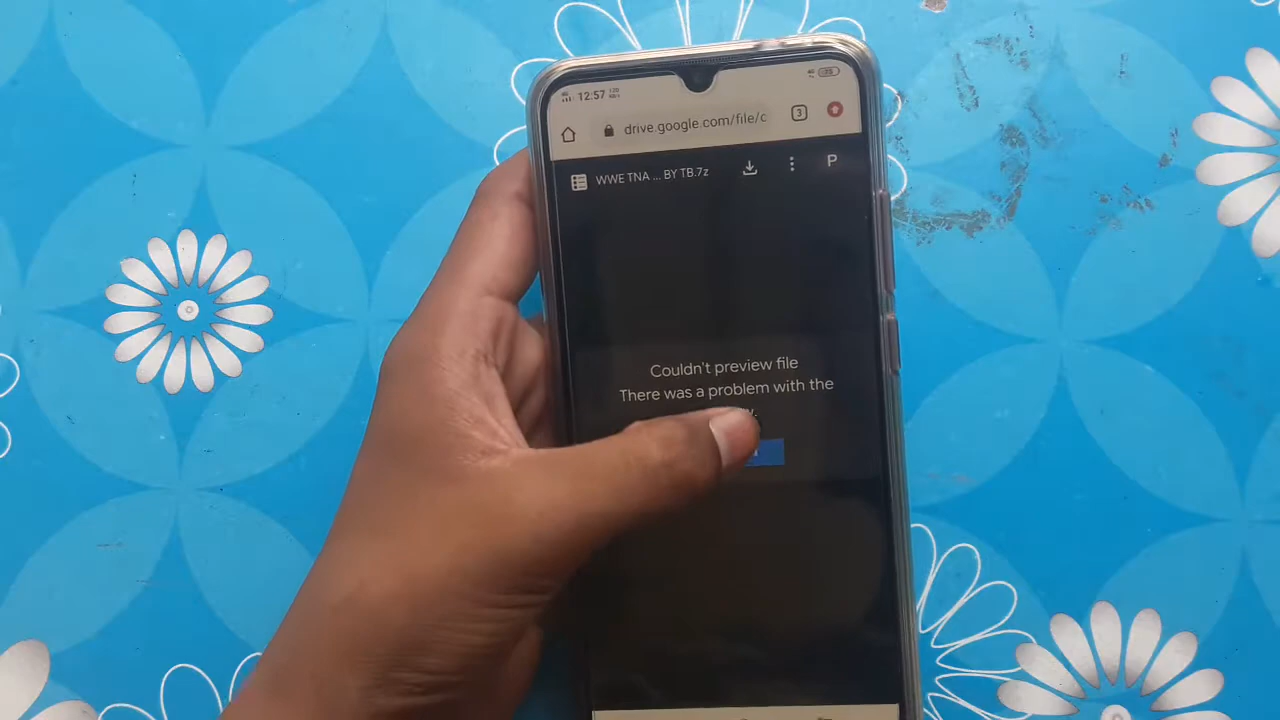 12:57
drive.google.com/file/c
3
WWE TNA ... BY TB.7z
P
Couldn't preview file
There was a problem with the